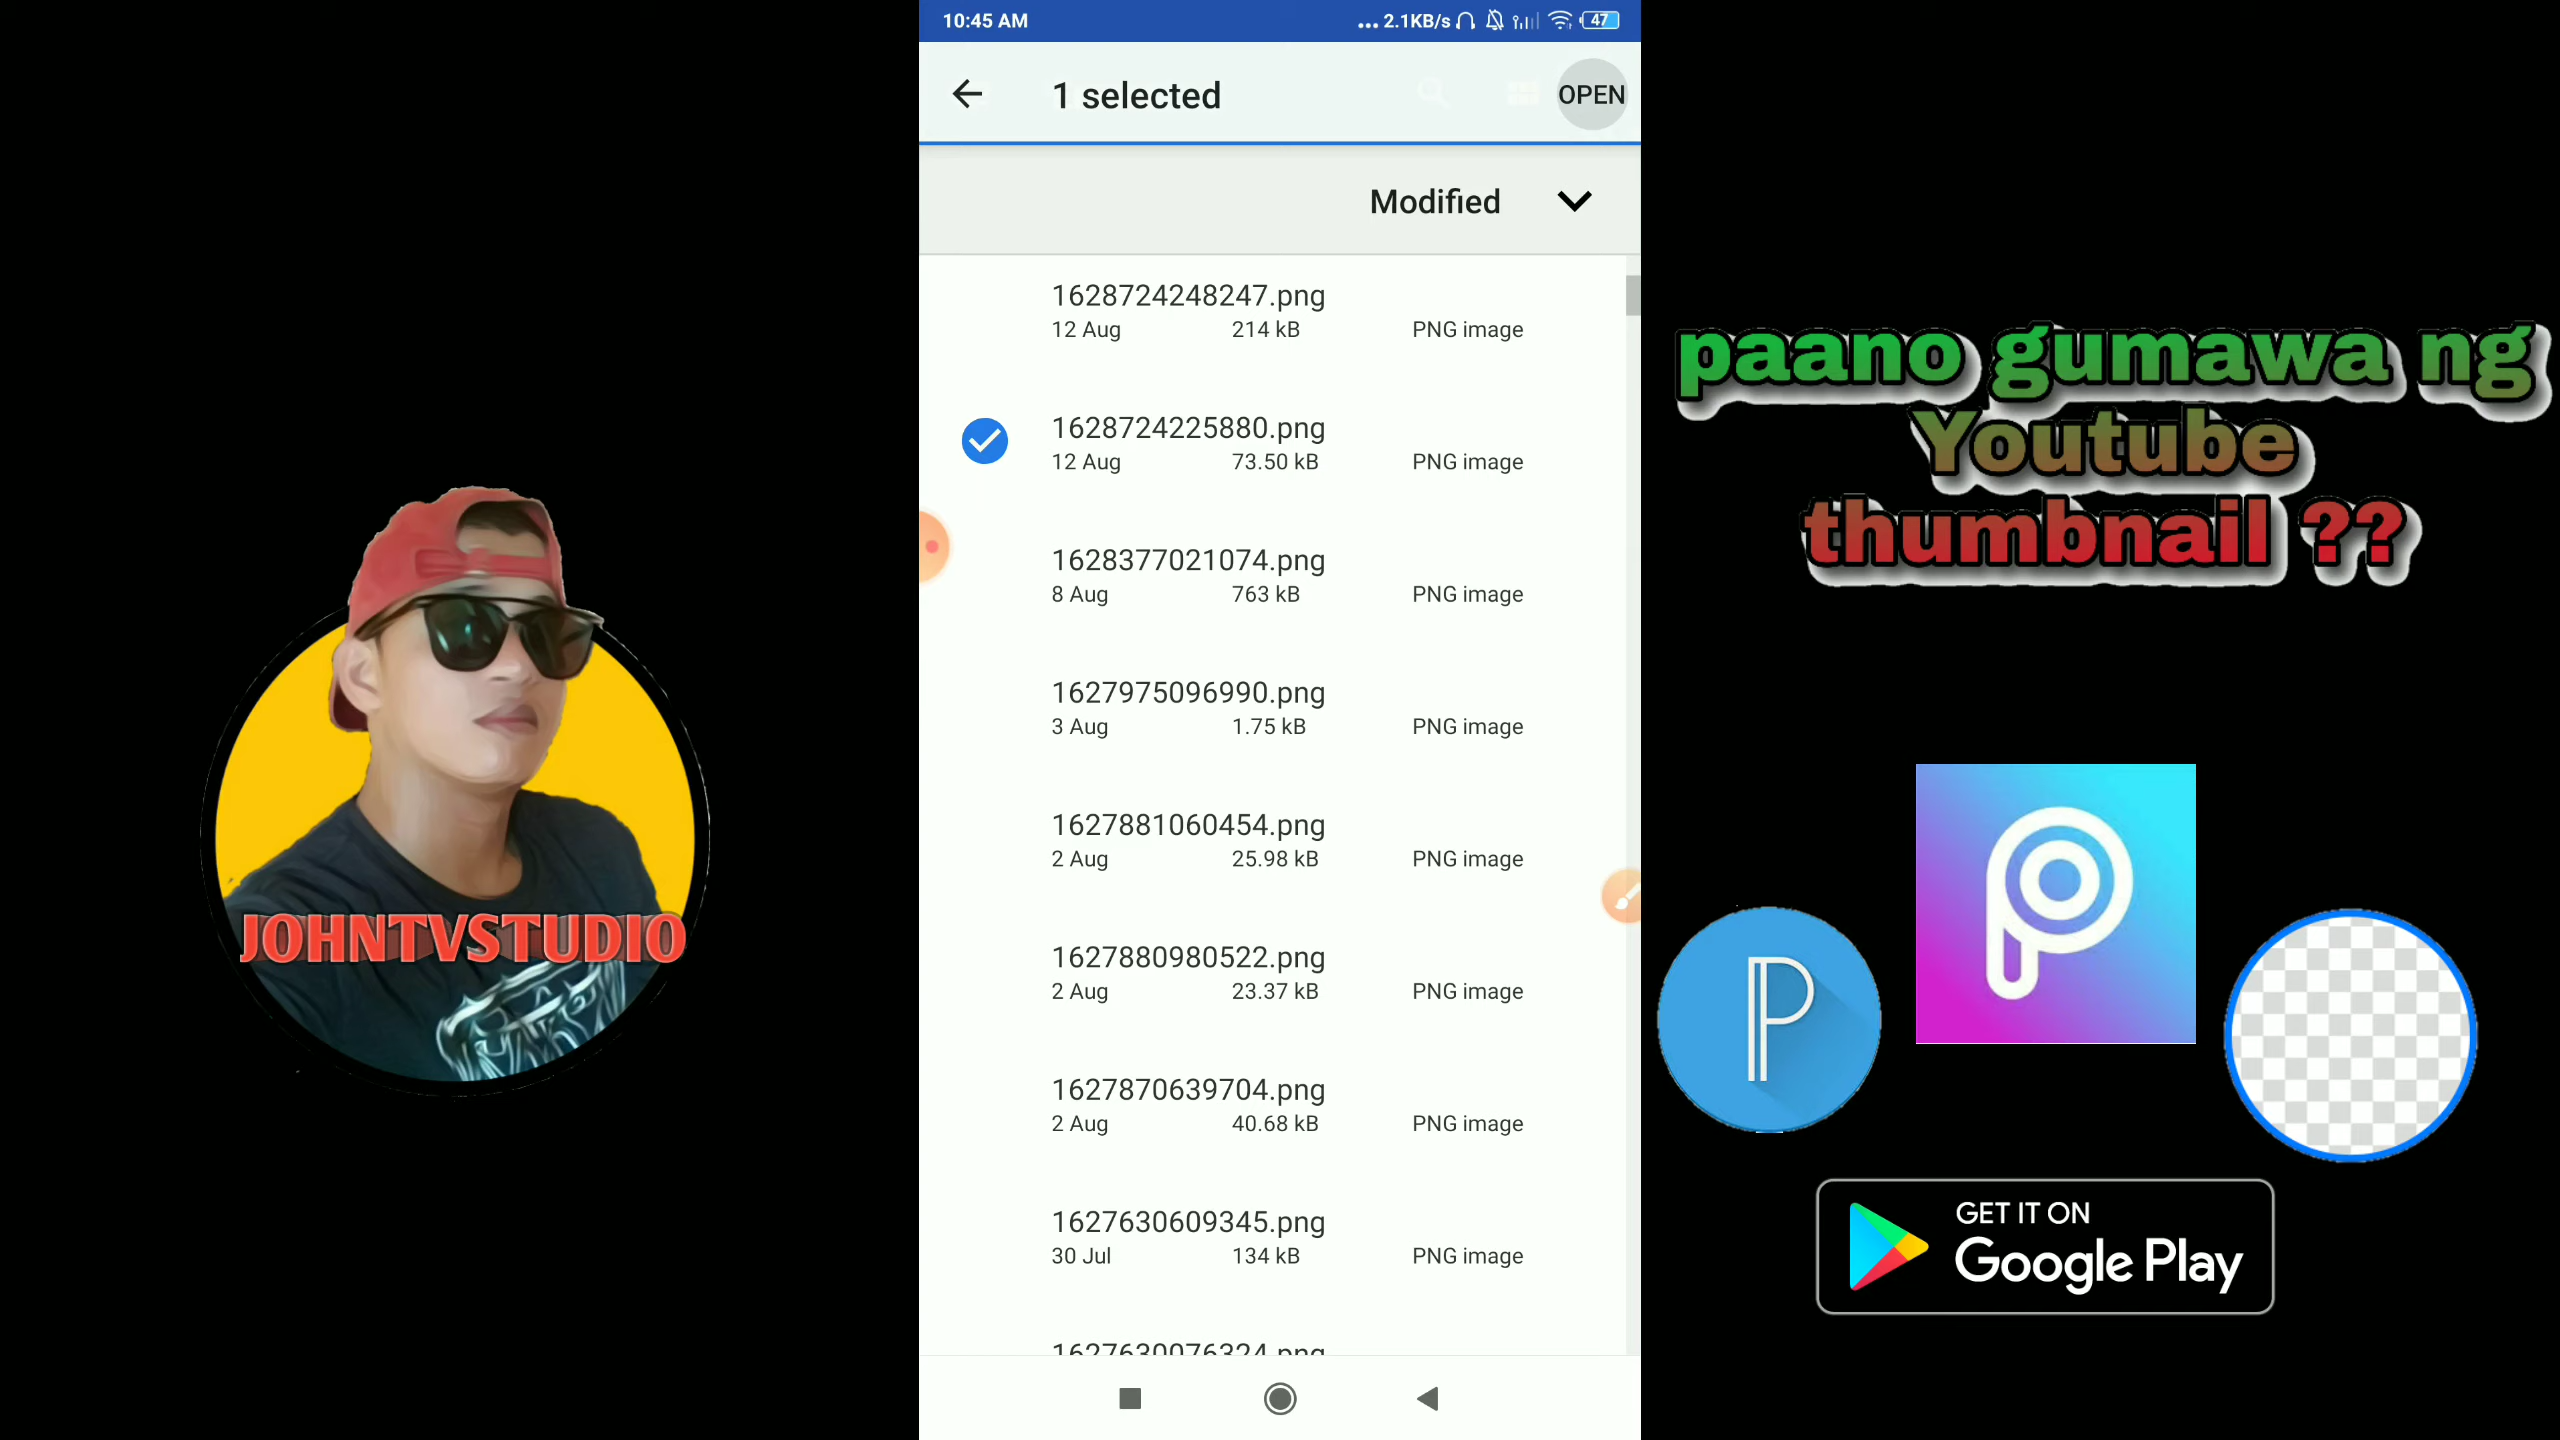 10:45 AM
... 2.1KB/s
47
1 selected
OPEN
Modified
1628724248247.png
12 Aug 214 kB PNG image
1628724225880.png
12 Aug 73.50 kB PNG image
1628377021074.png
8 Aug 763 kB PNG image
1627975096990.png
3 Aug 1.75 kB PNG image
1627881060454.png
2 Aug 25.98 kB PNG image
1627880980522.png
2 Aug 23.37 kB PNG image
1627870639704.png
2 Aug 40.68 kB PNG image
1627630609345.png
30 Jul 134 kB PNG image
1627630076324.png
JOHNTVSTUDIO
paano gumawa ng
Youtube
thumbnail ??
GET IT ON
Google Play